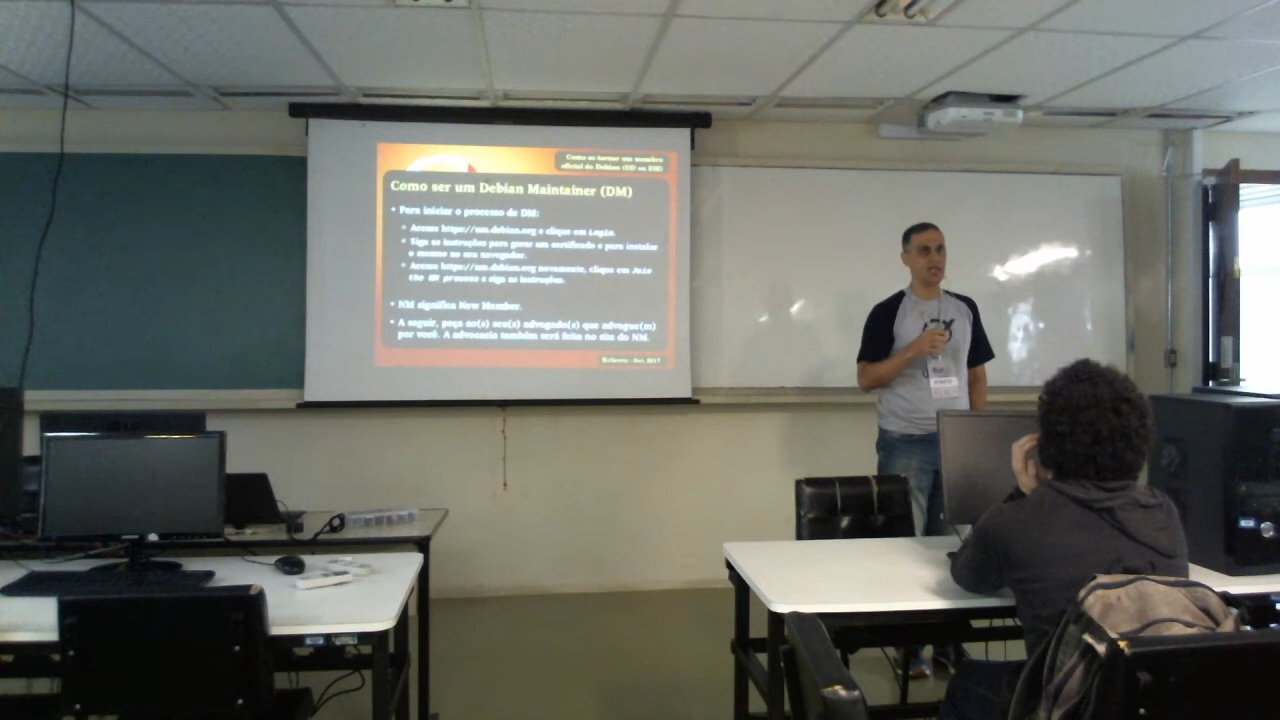 Como se tornar um membro
oficial do Debian (DD ou DM)
Como ser um Debian Maintainer (DM)
• Para iniciar o processo de DM:
• Acesse https://nm.debian.org e clique em Login.
• Siga as instruções para gerar um certificado e para instalar
o mesmo no seu navegador.
• Acesse https://nm.debian.org novamente, clique em Join
the NM process e siga as instruções.
• NM significa New Member.
• A seguir, peça ao(s) seu(s) advogado(s) que advogue(m)
por você. A advocacia também será feita no site do NM.
2017